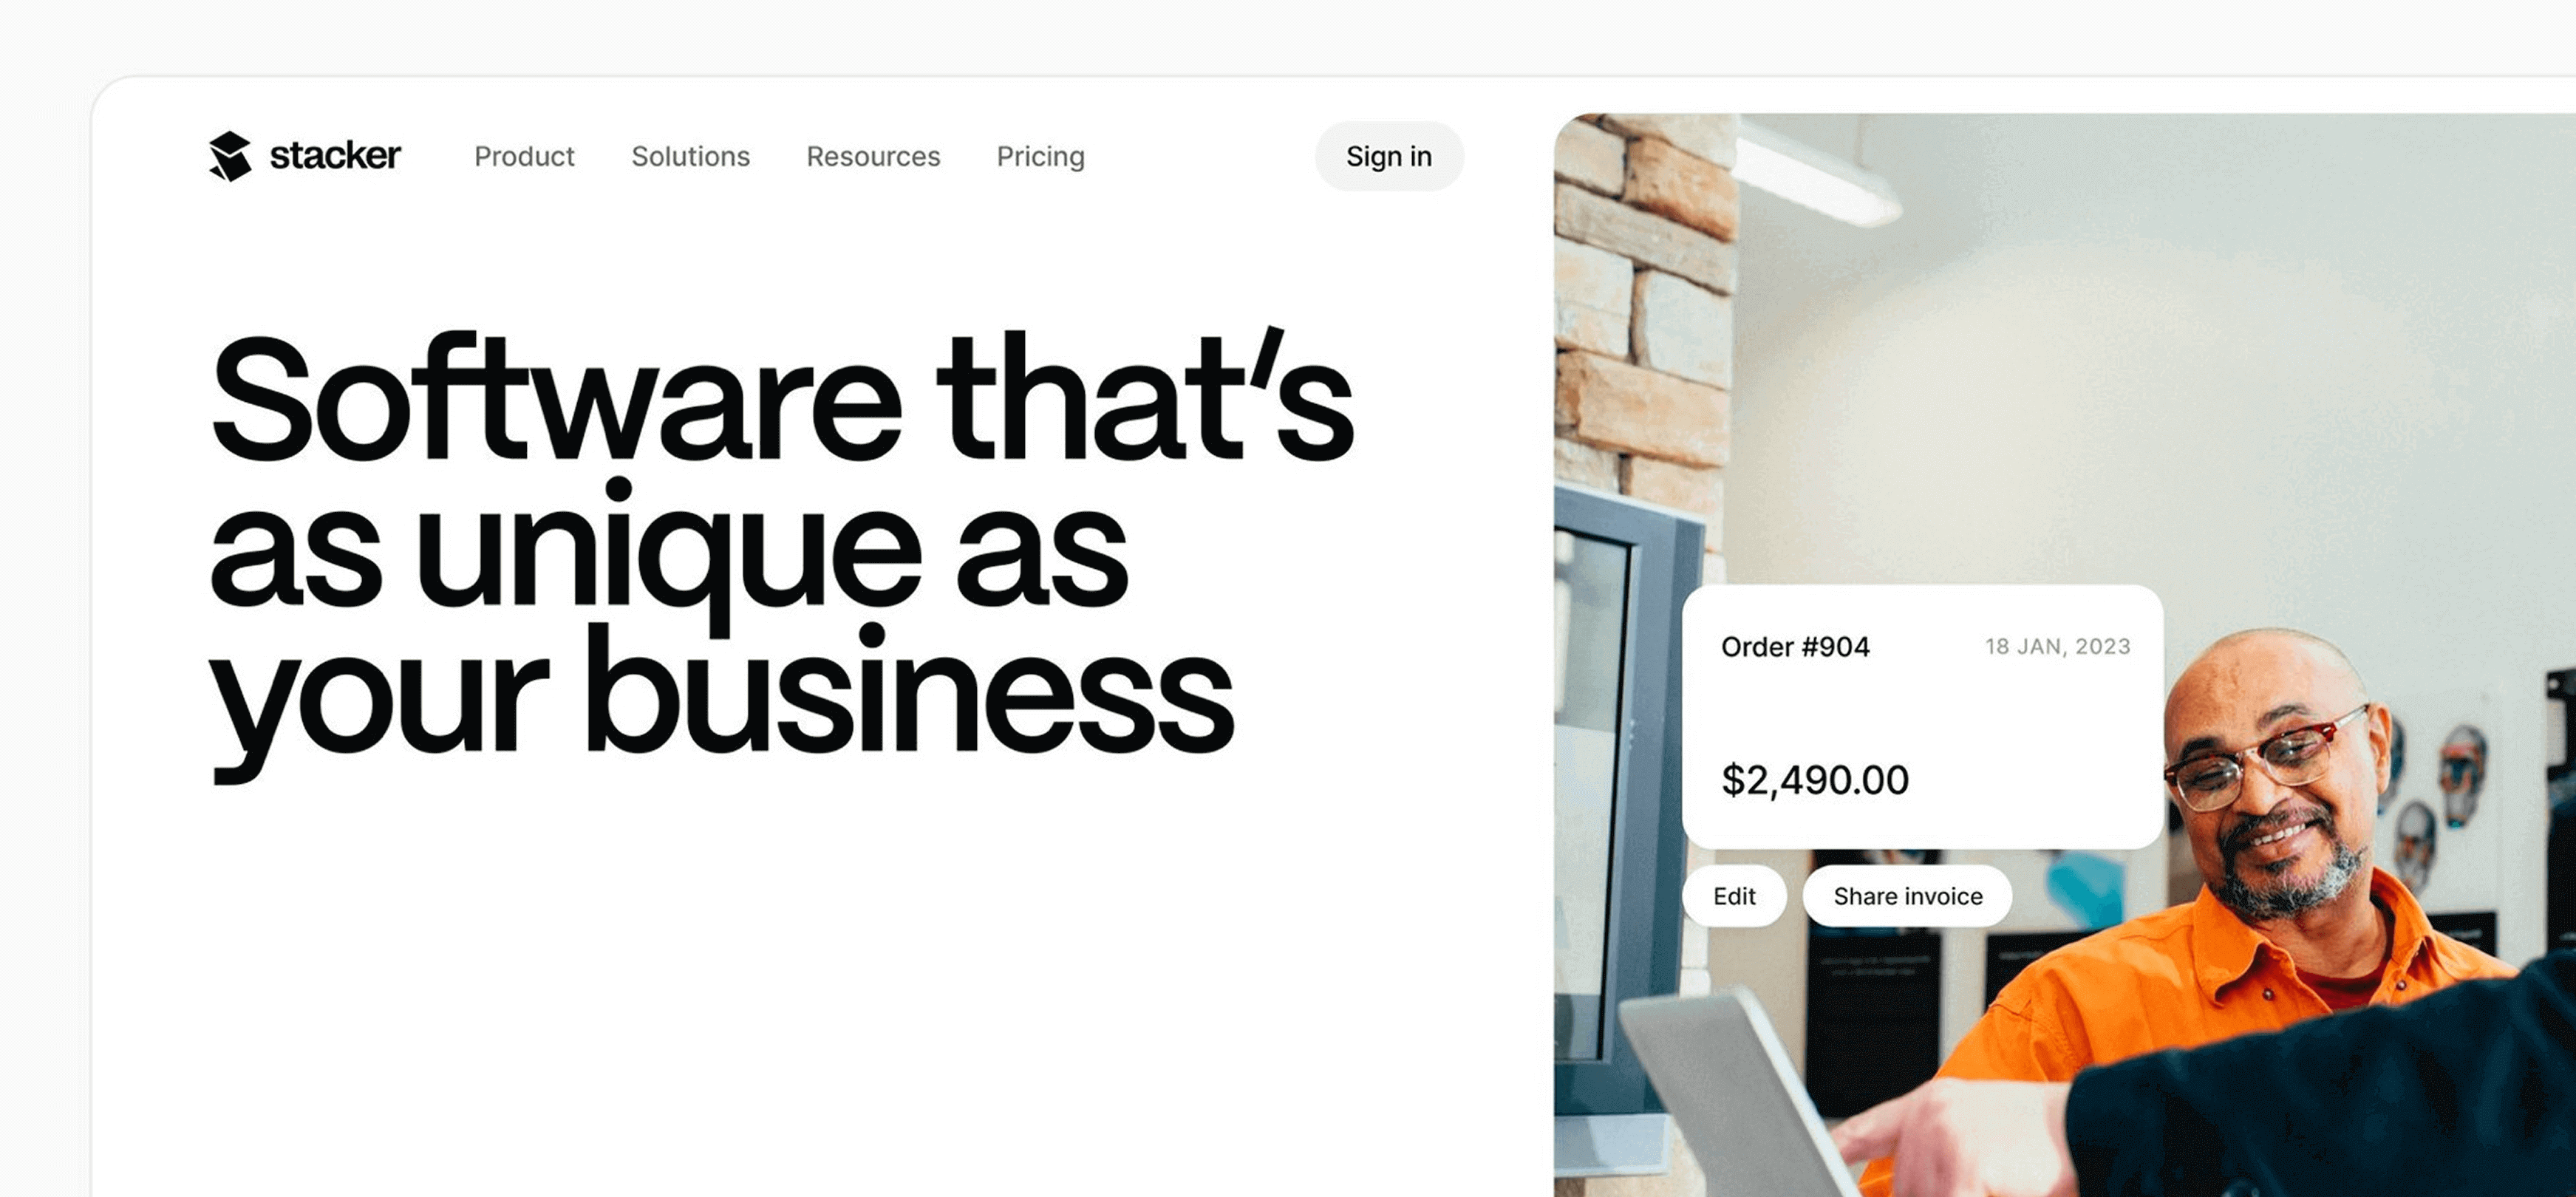 stacker
Product
Solutions
Resources
Pricing
Sign in
Software that’s
as unique as
your business
Order #904
18 JAN, 2023
$2,490.00
Edit
Share invoice